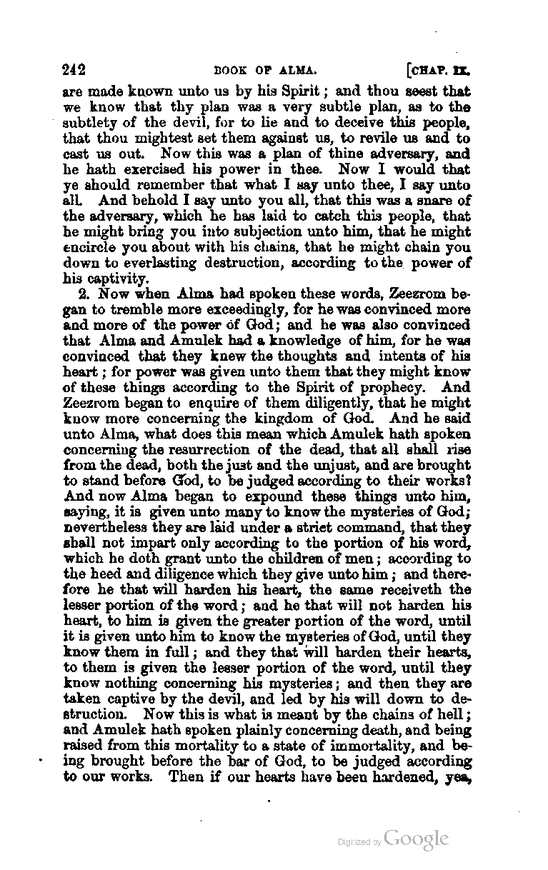 242 BOOK OF ALMA. [CHAP. IX.
are made known unto us by his Spirit; and thou seest that
we know that thy plan was a very subtle plan, as to the
subtlety of the devil, for to lie and to deceive this people,
that thou mightest set them against us, to revile us and to
cast us out. Now this was a plan of thine adversary, and
he hath exercised his power in thee. Now I would that
ye should remember that what I say unto thee, I say unto
all. And behold I say unto you all, that this was a snare of
the adversary, which he has laid to catch this people, that
he might bring you into subjection unto him, that he might
encircle you about with his chains, that he might chain you
down to everlasting destruction, according to the power of
his captivity.
2. Now when Alma had spoken these words, Zeezrom be-
gan to tremble more exceedingly, for he was convinced more
and more of the power of God; and he was also convinced
that Alma and Amulek had a knowledge of him, for he was
convinced that they knew the thoughts and intents of his
heart; for power was given unto them that they might know
of these things according to the Spirit of prophecy. And
Zeezrom began to enquire of them diligently, that he might
know more concerning the kingdom of God. And he said
unto Alma, what does this mean which Amulek hath spoken
concerning the resurrection of the dead, that all shall rise
from the dead, both the just and the unjust, and are brought
to stand before God, to be judged according to their works?
And now Alma began to expound these things unto him,
saying, it is given unto many to know the mysteries of God;
nevertheless they are laid under a strict command, that they
shall not impart only according to the portion of his word,
which he doth grant unto the children of men; according to
the heed and diligence which they give unto him; and there-
fore he that will harden his heart, the same receiveth the
lesser portion of the word; and he that will not harden his
heart, to him is given the greater portion of the word, until
it is given unto him to know the mysteries of God, until they
know them in full; and they that will harden their hearts,
to them is given the lesser portion of the word, until they
know nothing concerning his mysteries; and then they are
taken captive by the devil, and led by his will down to de-
struction. Now this is what is meant by the chains of hell;
and Amulek hath spoken plainly concerning death, and being
raised from this mortality to a state of immortality, and be-
ing brought before the bar of God, to be judged according
to our works. Then if our hearts have been hardened, yea,
Digitized by Google